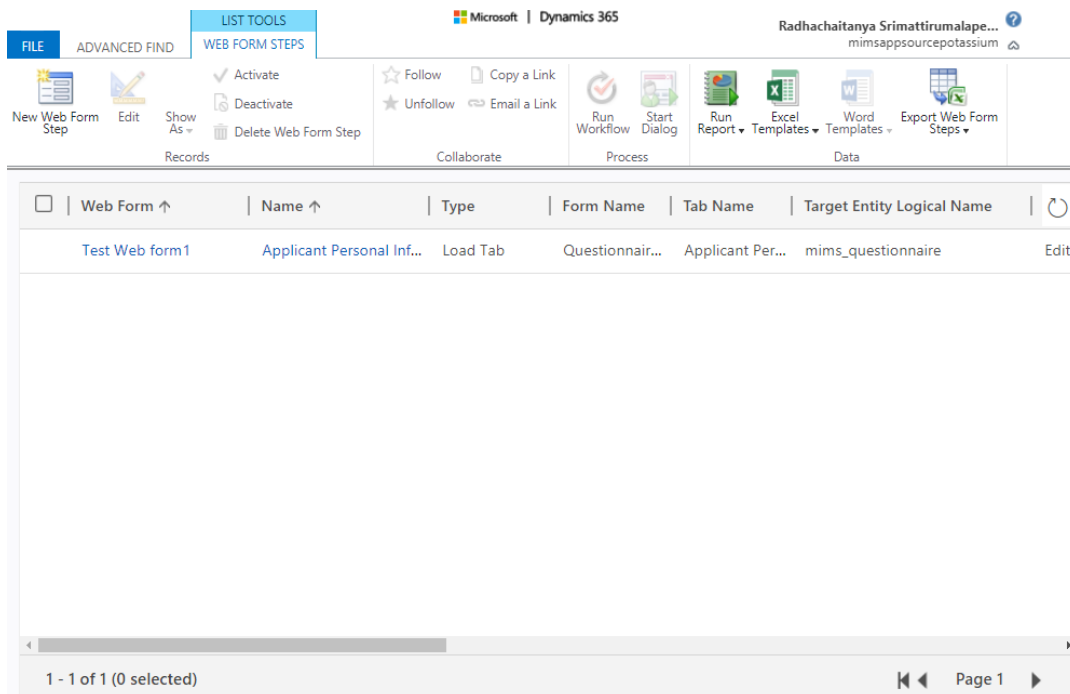 LIST TOOLS
Microsoft | Dynamics 365
Radhachaitanya Srimattirumalape...
FILE
ADVANCED FIND
WEB FORM STEPS
mimsappsourcepotassium
New Web Form Step
Edit
Show As
Activate
Deactivate
Delete Web Form Step
Records
Follow
Unfollow
Copy a Link
Email a Link
Collaborate
Run Workflow
Start Dialog
Process
Run Report
Excel Templates
Word Templates
Export Web Form Steps
Data
Web Form ↑ | Name ↑ | Type | Form Name | Tab Name | Target Entity Logical Name
Test Web form1 Applicant Personal Inf... Load Tab Questionnair... Applicant Per... mims_questionnaire Edit
1 - 1 of 1 (0 selected)
Page 1